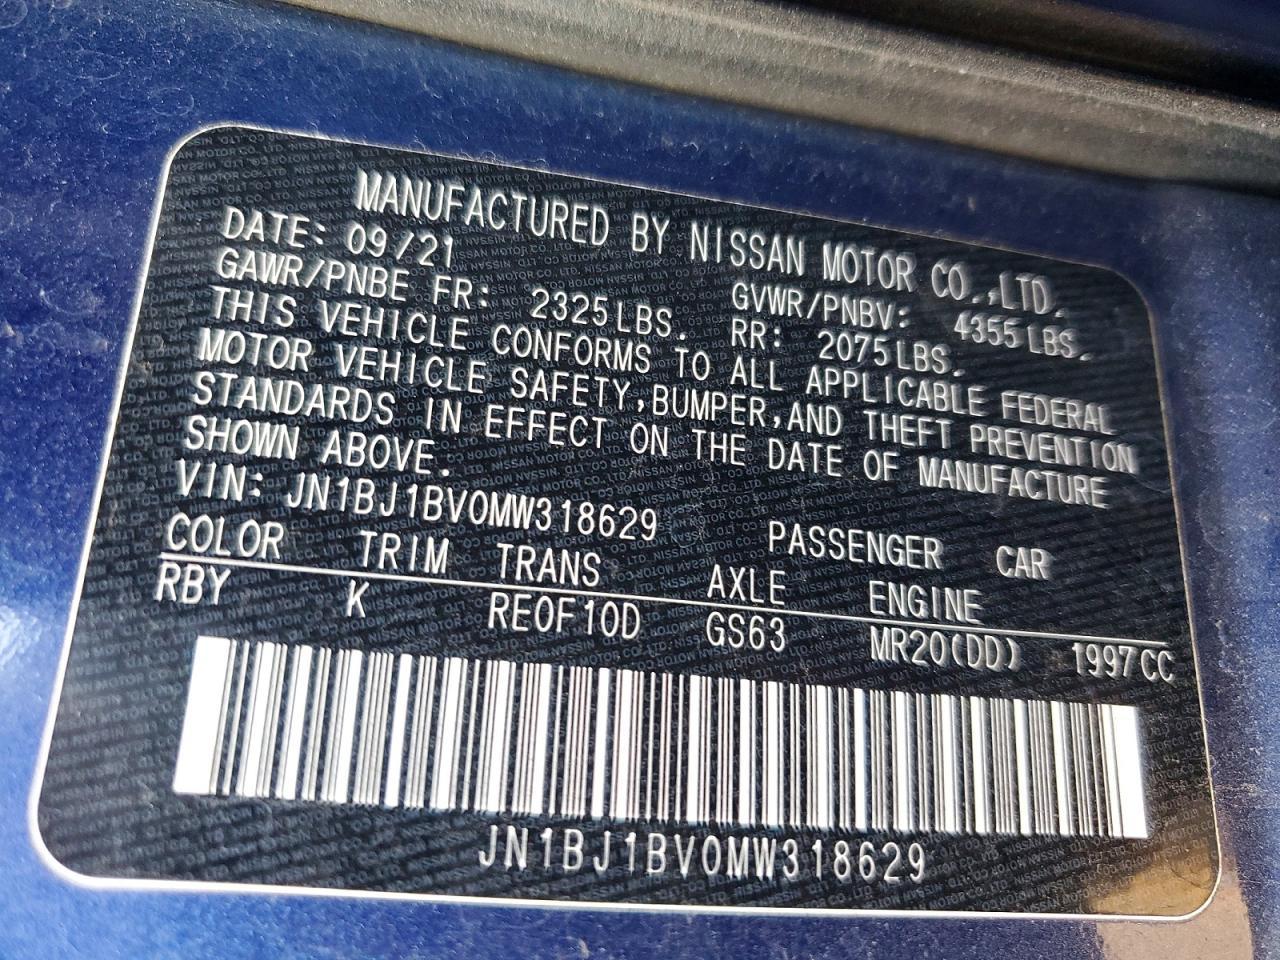 MANUFACTURED BY NISSAN MOTOR CO.,LTD.
DATE: 09/21 GVWR/PNBV: 4355LBS.
GAWR/PNBE FR: 2325LBS. RR: 2075LBS.
THIS VEHICLE CONFORMS TO ALL APPLICABLE FEDERAL
MOTOR VEHICLE SAFETY,BUMPER,AND THEFT PREVENTION
STANDARDS IN EFFECT ON THE DATE OF MANUFACTURE
SHOWN ABOVE.
VIN: JN1BJ1BV0MW318629 PASSENGER CAR
COLOR TRIM TRANS AXLE ENGINE
RBY K RE0F10D GS63 MR20(DD) 1997CC
JN1BJ1BV0MW318629